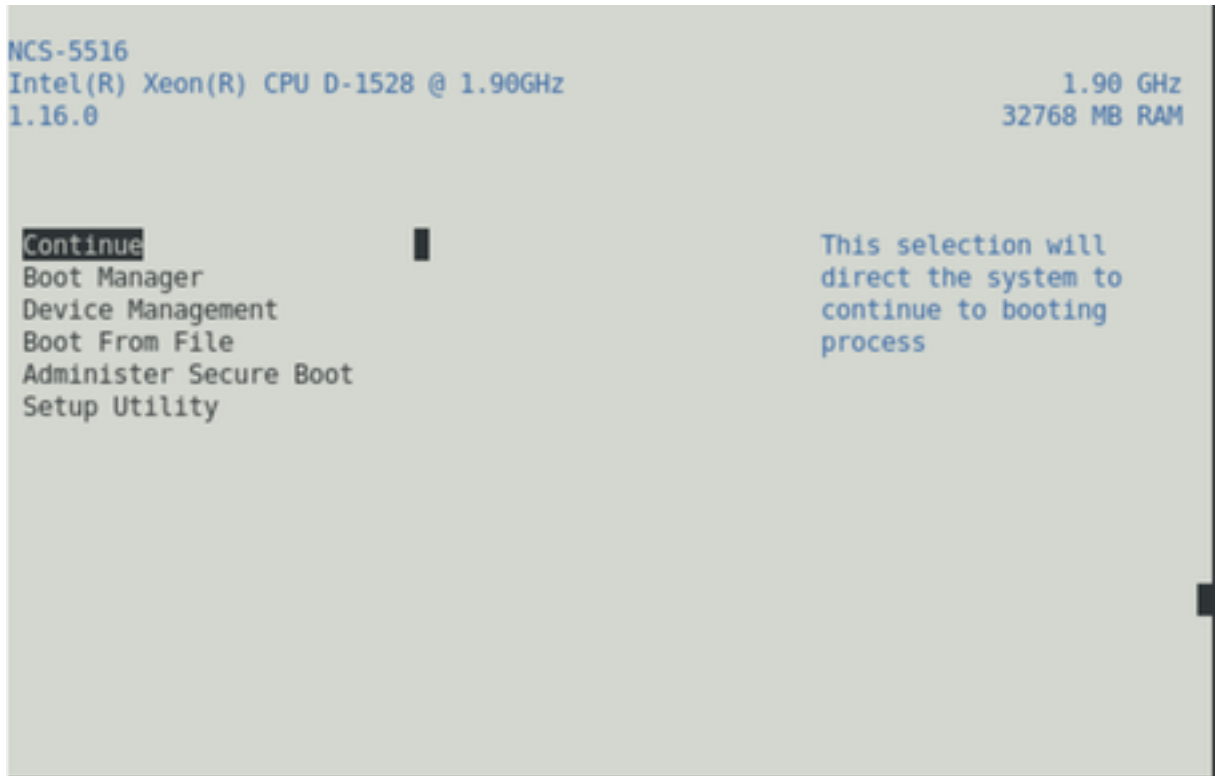 NCS-5516
Intel(R) Xeon(R) CPU D-1528 @ 1.90GHz 1.90 GHz
1.16.0 32768 MB RAM
Continue This selection will
Boot Manager direct the system to
Device Management continue to booting
Boot From File process
Administer Secure Boot
Setup Utility